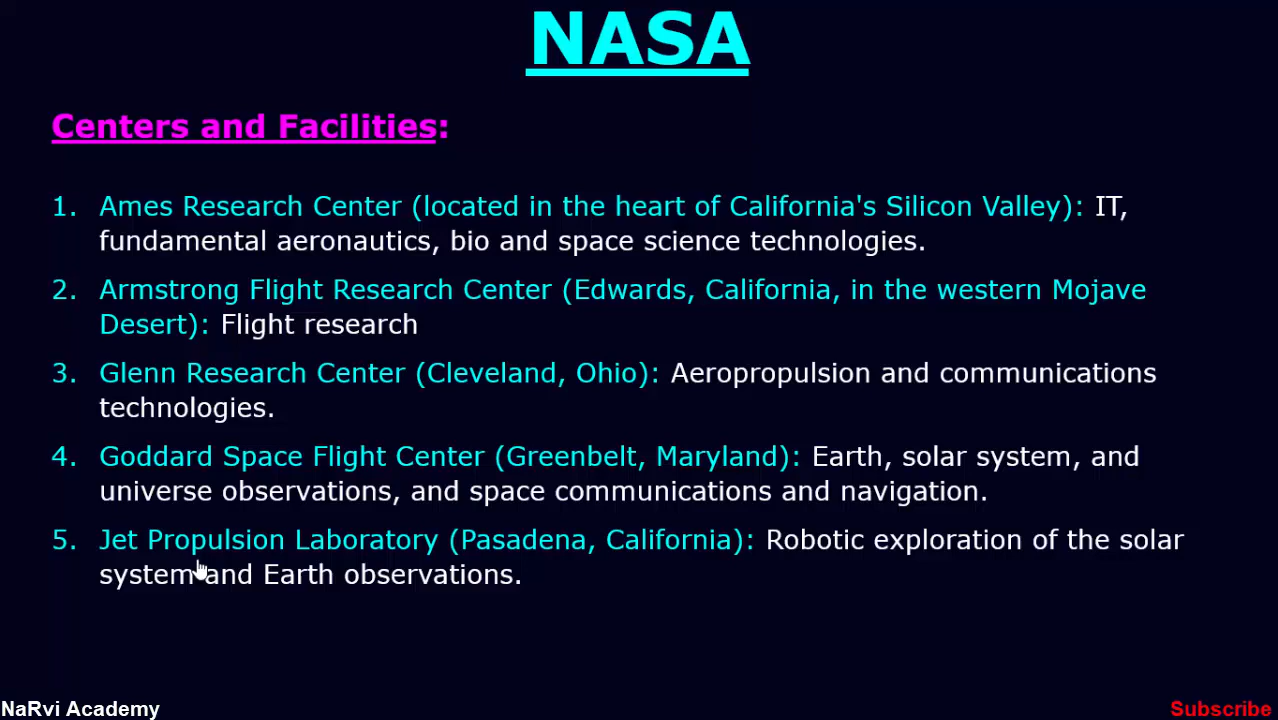 NASA
Centers and Facilities:
1. Ames Research Center (located in the heart of California's Silicon Valley): IT,
fundamental aeronautics, bio and space science technologies.
2. Armstrong Flight Research Center (Edwards, California, in the western Mojave
Desert): Flight research
3. Glenn Research Center (Cleveland, Ohio): Aeropropulsion and communications
technologies.
4. Goddard Space Flight Center (Greenbelt, Maryland): Earth, solar system, and
universe observations, and space communications and navigation.
5. Jet Propulsion Laboratory (Pasadena, California): Robotic exploration of the solar
system and Earth observations.
NaRvi Academy
Subscribe